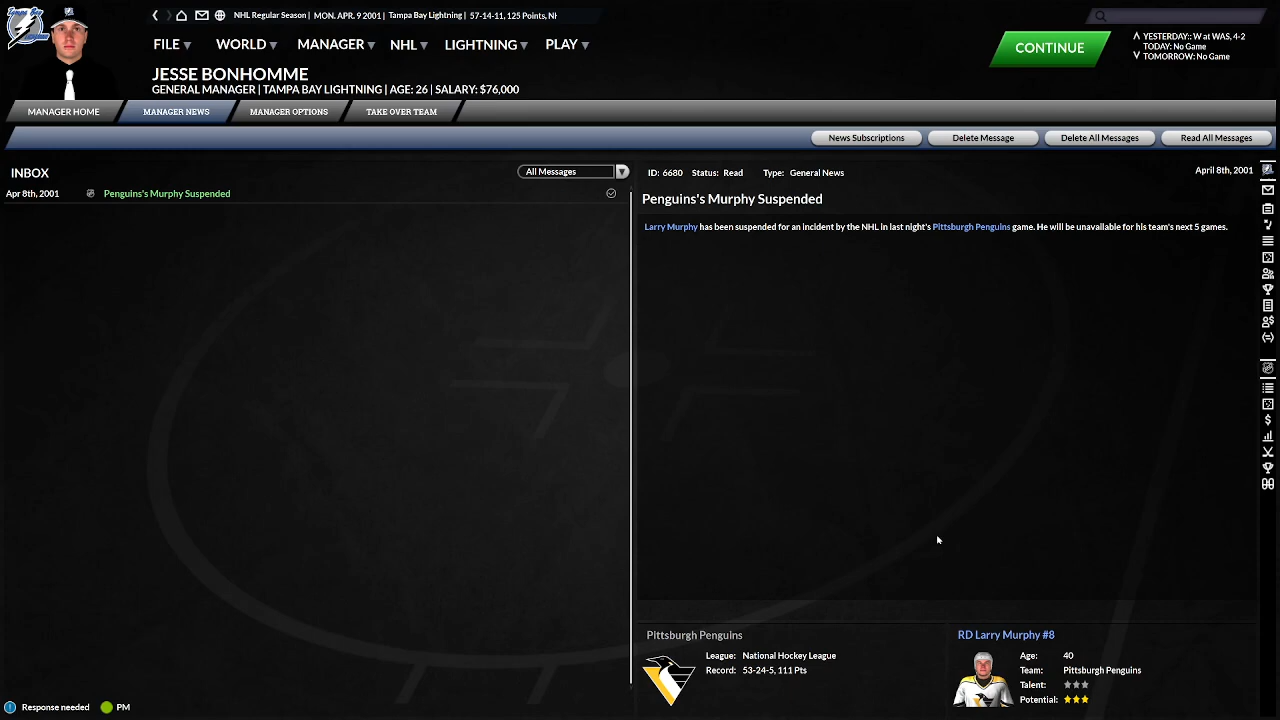 NHL Regular Season | MON. APR. 9 2001 | Tampa Bay Lightning | 57-14-11, 125 Points, NH
FILE WORLD MANAGER NHL LIGHTNING PLAY
CONTINUE
YESTERDAY:: W at WAS, 4-2
TODAY: No Game
TOMORROW: No Game
JESSE BONHOMME
GENERAL MANAGER | TAMPA BAY LIGHTNING | AGE: 26 | SALARY: $76,000
MANAGER HOME MANAGER NEWS MANAGER OPTIONS TAKE OVER TEAM
News Subscriptions Delete Message Delete All Messages Read All Messages
INBOX
All Messages
Apr 8th, 2001 Penguins's Murphy Suspended
ID: 6680 Status: Read Type: General News
April 8th, 2001
Penguins's Murphy Suspended
Larry Murphy has been suspended for an incident by the NHL in last night's Pittsburgh Penguins game. He will be unavailable for his team's next 5 games.
Pittsburgh Penguins
League: National Hockey League
Record: 53-24-5, 111 Pts
RD Larry Murphy #8
Age: 40
Team: Pittsburgh Penguins
Talent:
Potential:
Response needed PM